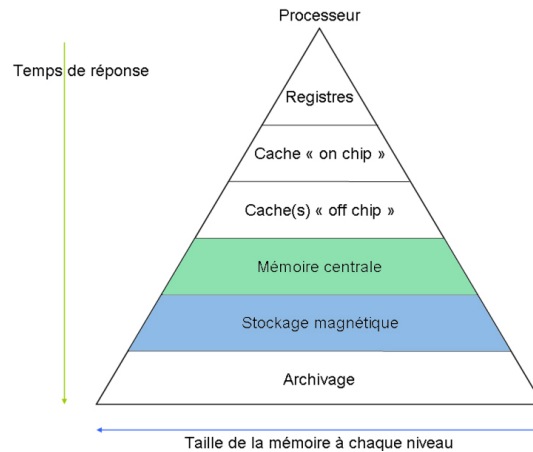 Processeur
Temps de réponse
Registres
Cache « on chip »
Cache(s) « off chip »
Mémoire centrale
Stockage magnétique
Archivage
Taille de la mémoire à chaque niveau